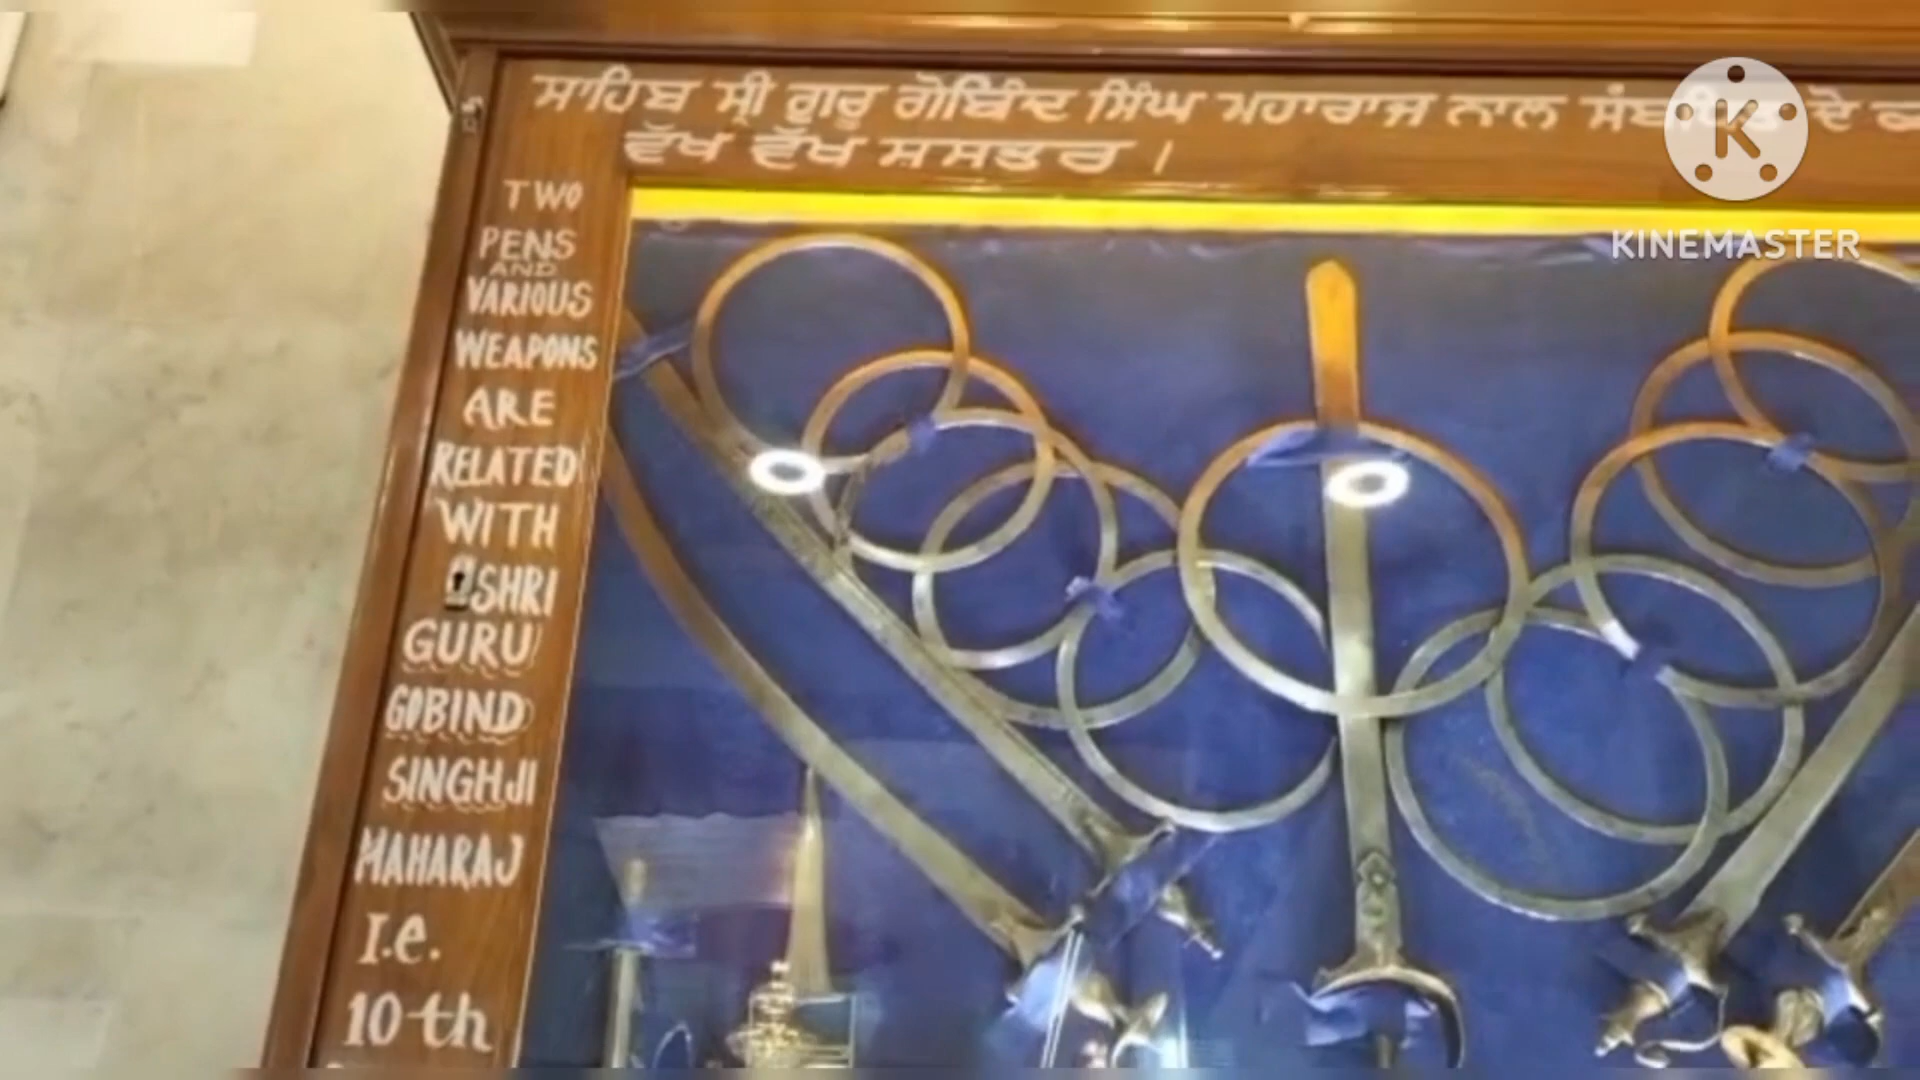 ਸਾਹਿਬ ਸ੍ਰੀ ਗੁਰੂ ਗੋਬਿੰਦ ਸਿੰਘ ਮਹਾਰਾਜ ਨਾਲ ਦੇ
ਵੱਖ ਵੱਖ ਸ਼ਸਤਰ ।
TWO
PENS
AND
VARIOUS
WEAPONS
ARE
RELATED
WITH
SHRI
GURU
GOBIND
SINGHJI
MAHARAJ
I.e.
10th
K
KINEMASTER